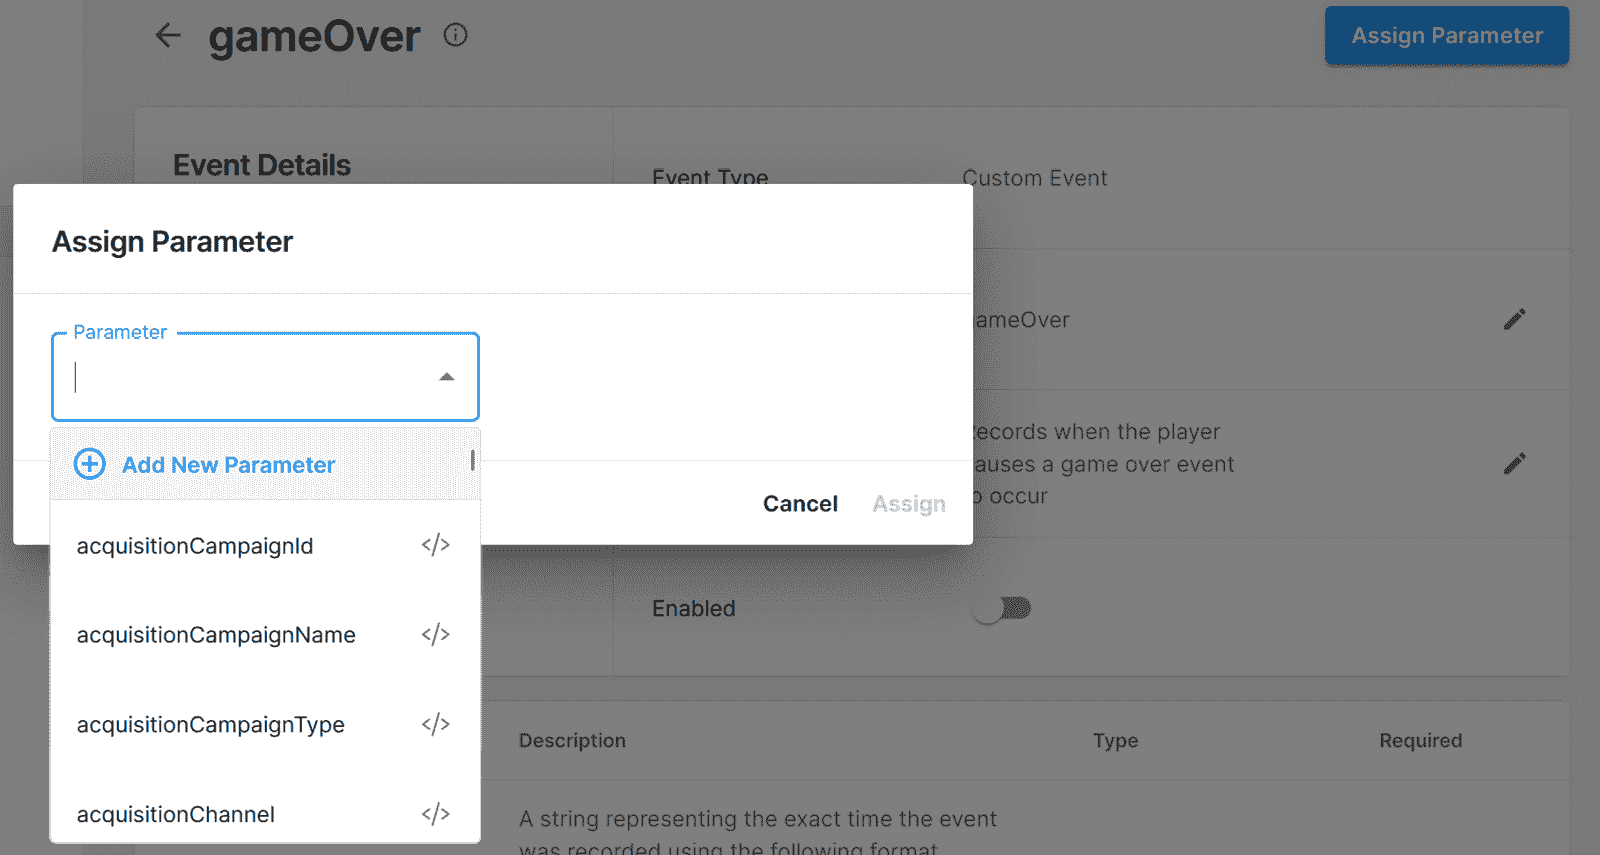 gameOver
Assign Parameter
Event Details
Event Type
Custom Event
Assign Parameter
Parameter
ameOver
Add New Parameter
ecords when the player
auses a game over event
occur
Cancel
Assign
acquisitionCampaignId
</>
Enabled
acquisitionCampaignName
</>
acquisitionCampaignType
</>
Description
Type
Required
acquisitionChannel
</>
A string representing the exact time the event
was recorded using the following format